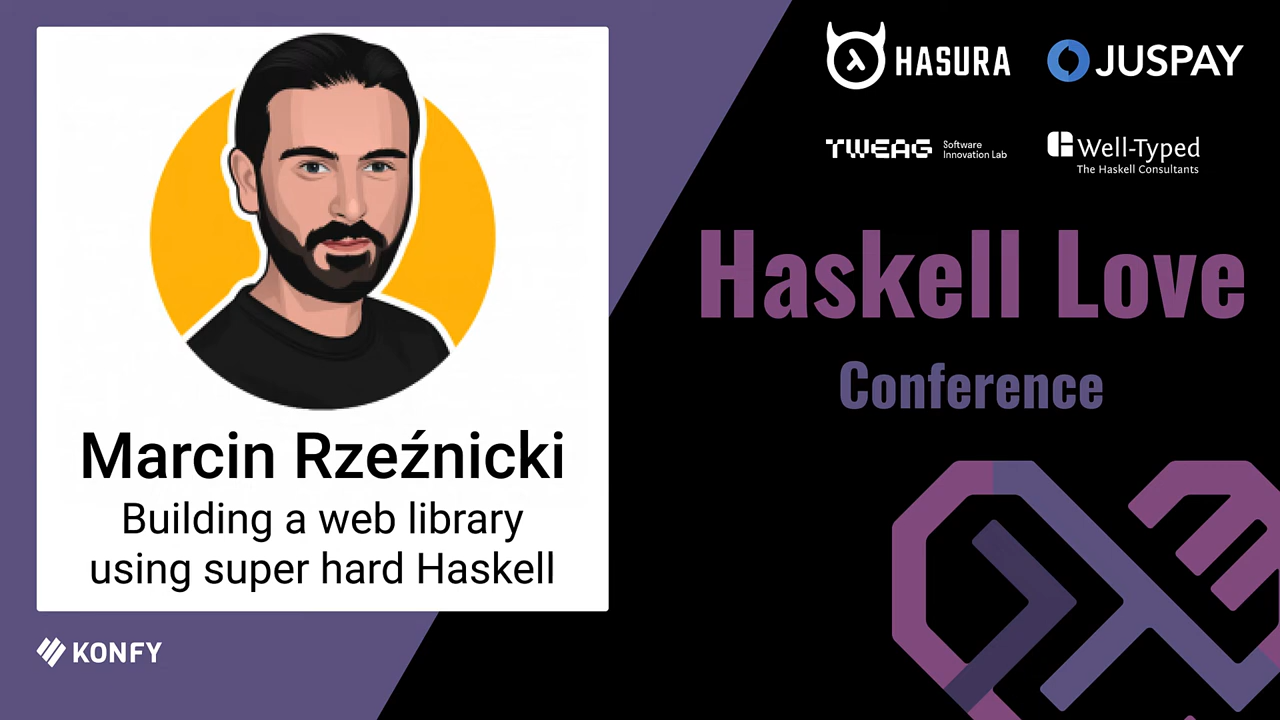 HASURA
JUSPAY
TWEAG Software
Innovation Lab
Well-Typed
The Haskell Consultants
Haskell Love
Conference
Marcin Rzeźnicki
Building a web library
using super hard Haskell
KONFY